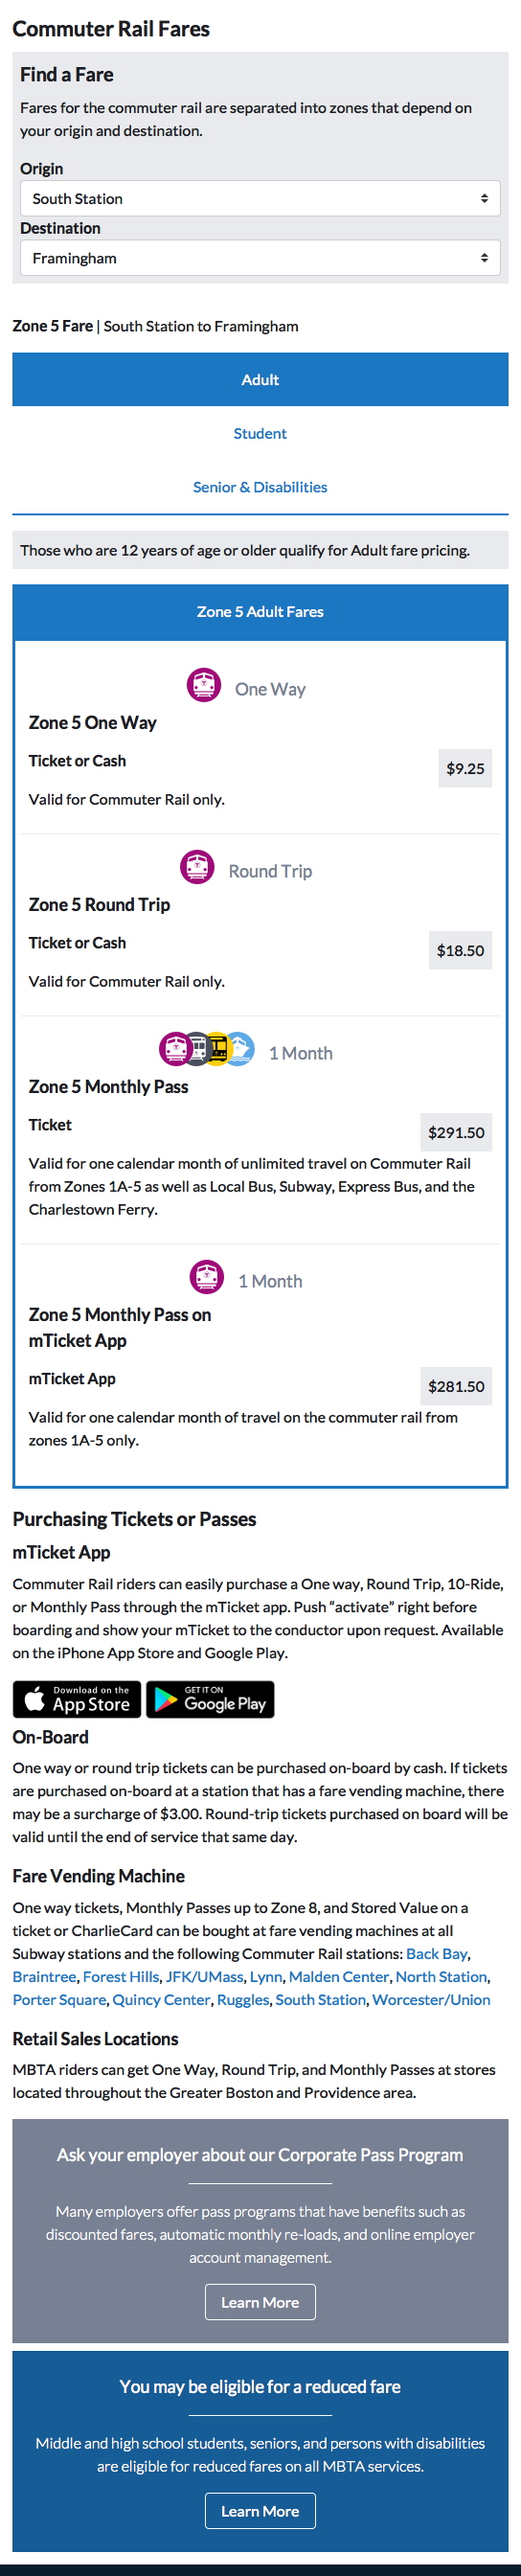 Commuter Rail Fares
Find a Fare
Fares for the commuter rail are separated into zones that depend on
your origin and destination.
Origin
South Station
Destination
Framingham
Zone 5 Fare | South Station to Framingham
Adult
Student
Senior & Disabilities
Those who are 12 years of age or older qualify for Adult fare pricing.
Zone 5 Adult Fares
One Way
Zone 5 One Way
Ticket or Cash
$9.25
Valid for Commuter Rail only.
Round Trip
Zone 5 Round Trip
Ticket or Cash
$18.50
Valid for Commuter Rail only.
1 Month
Zone 5 Monthly Pass
Ticket
$291.50
Valid for one calendar month of unlimited travel on Commuter Rail
from Zones 1A-5 as well as Local Bus, Subway, Express Bus, and the
Charlestown Ferry.
1 Month
Zone 5 Monthly Pass on
mTicket App
mTicket App
$281.50
Valid for one calendar month of travel on the commuter rail from
zones 1A-5 only.
Purchasing Tickets or Passes
mTicket App
Commuter Rail riders can easily purchase a One way, Round Trip, 10-Ride,
or Monthly Pass through the mTicket app. Push “activate” right before
boarding and show your mTicket to the conductor upon request. Available
on the iPhone App Store and Google Play.
Download on the
App Store
GET IT ON
Google Play
On-Board
One way or round trip tickets can be purchased on-board by cash. If tickets
are purchased on-board at a station that has a fare vending machine, there
may be a surcharge of $3.00. Round-trip tickets purchased on board will be
valid until the end of service that same day.
Fare Vending Machine
One way tickets, Monthly Passes up to Zone 8, and Stored Value on a
ticket or CharlieCard can be bought at fare vending machines at all
Subway stations and the following Commuter Rail stations: Back Bay,
Braintree, Forest Hills, JFK/UMass, Lynn, Malden Center, North Station,
Porter Square, Quincy Center, Ruggles, South Station, Worcester/Union
Retail Sales Locations
MBTA riders can get One Way, Round Trip, and Monthly Passes at stores
located throughout the Greater Boston and Providence area.
Ask your employer about our Corporate Pass Program
Many employers offer pass programs that have benefits such as
discounted fares, automatic monthly re-loads, and online employer
account management.
Learn More
You may be eligible for a reduced fare
Middle and high school students, seniors, and persons with disabilities
are eligible for reduced fares on all MBTA services.
Learn More